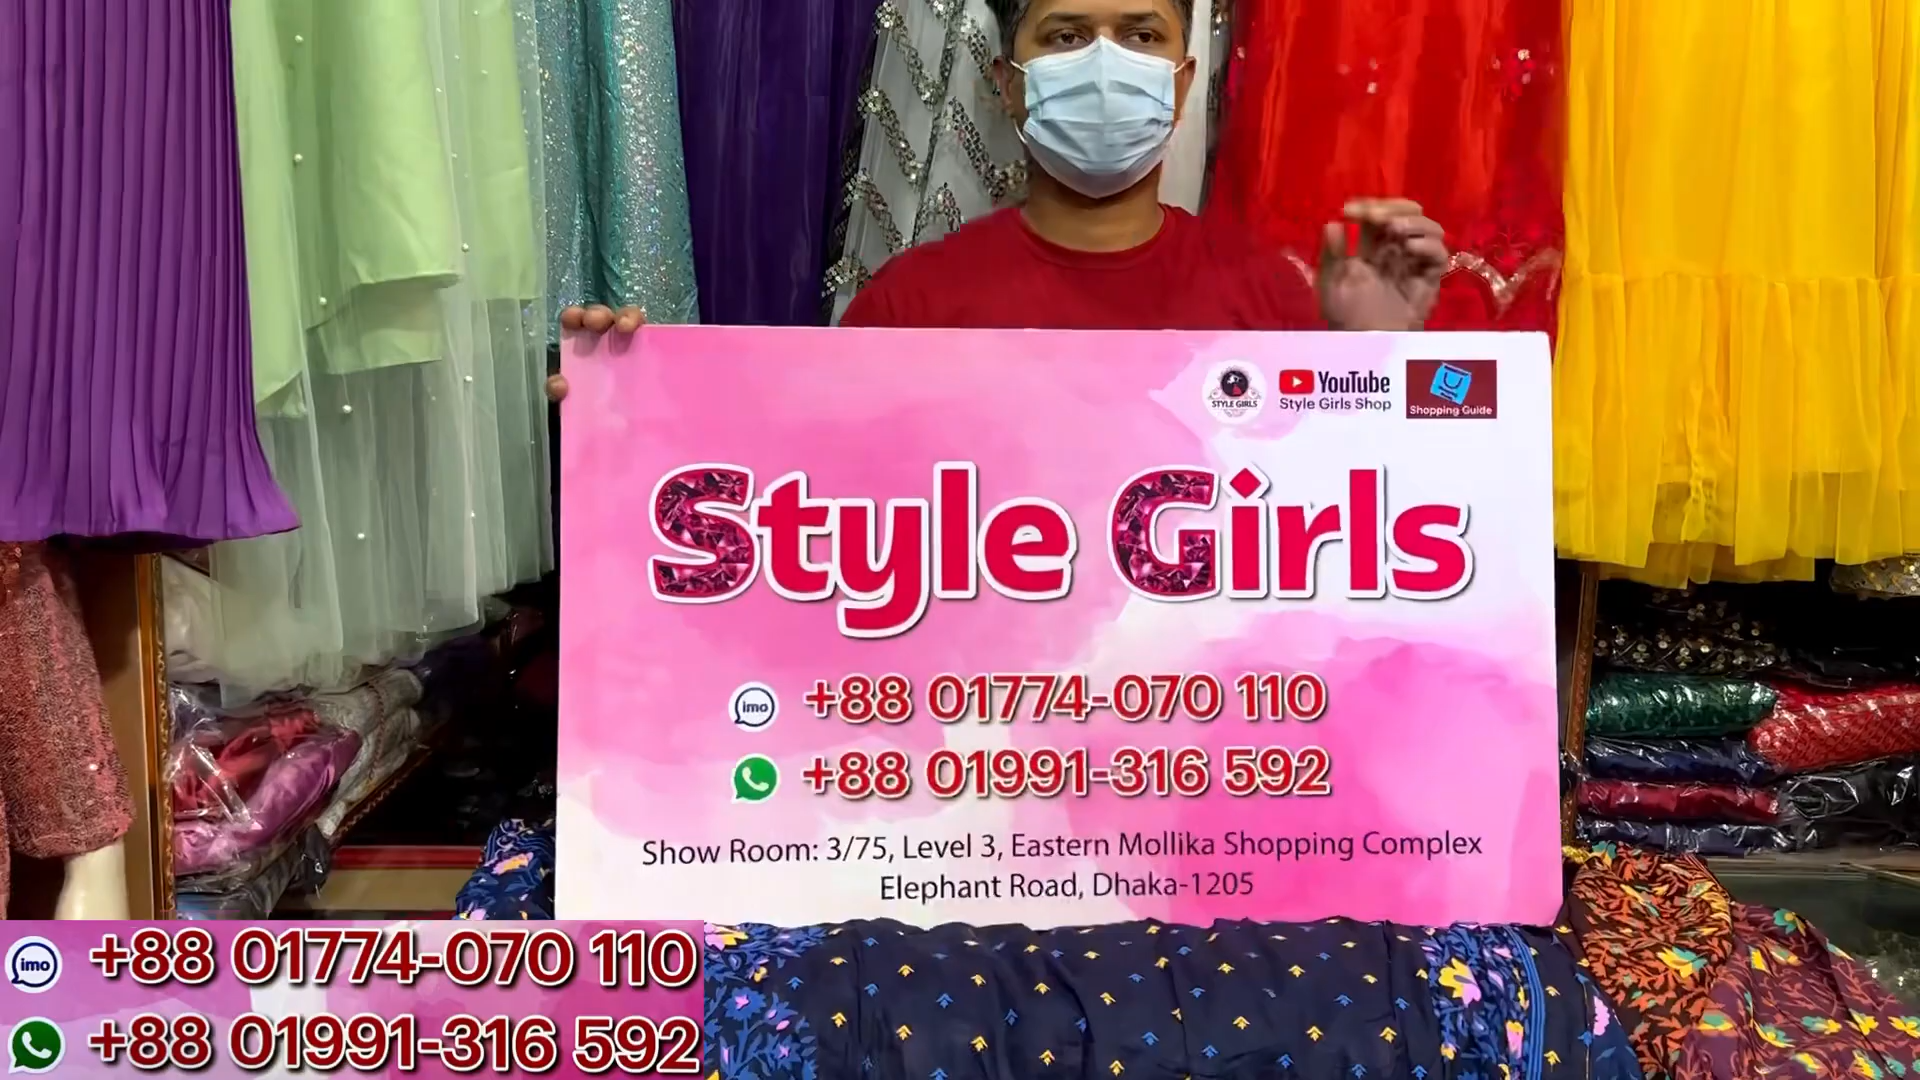 STYLE GIRLS
YouTube
Style Girls Shop
Shopping Guide
Style Girls
imo +88 01774-070 110
+88 01991-316 592
Show Room: 3/75, Level 3, Eastern Mollika Shopping Complex
Elephant Road, Dhaka-1205
imo +88 01774-070 110
+88 01991-316 592